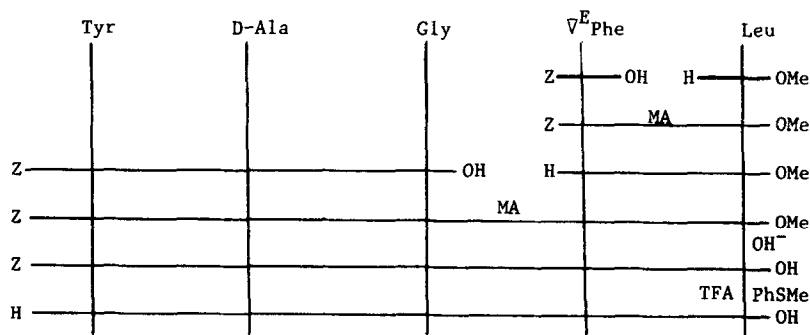 Tyr D-Ala Gly ∇ᴱPhe Leu
Z OH H OMe
Z MA OMe
Z OH H OMe
Z MA OMe
OH⁻
Z OH
TFA PhSMe
H OH